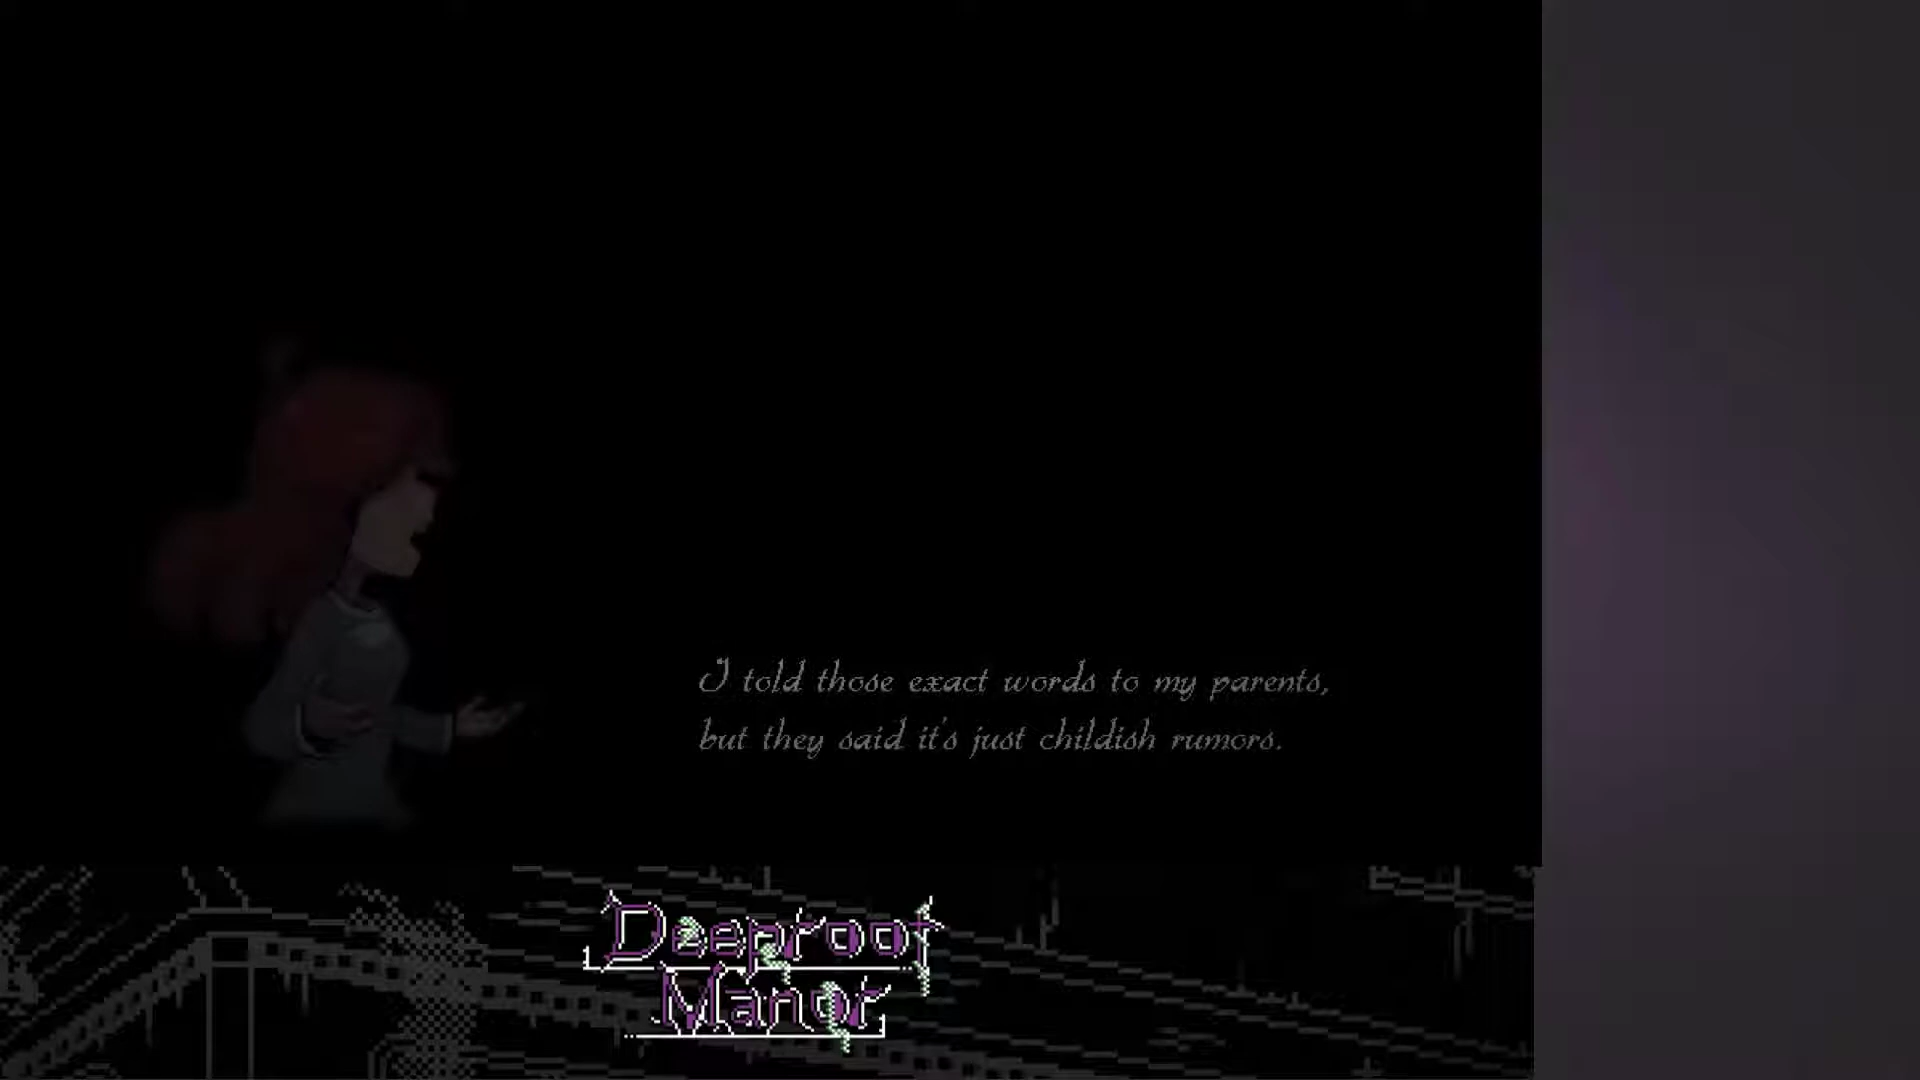 I told those exact words to my parents,
but they said it's just childish rumors.
Deeproot
Manor